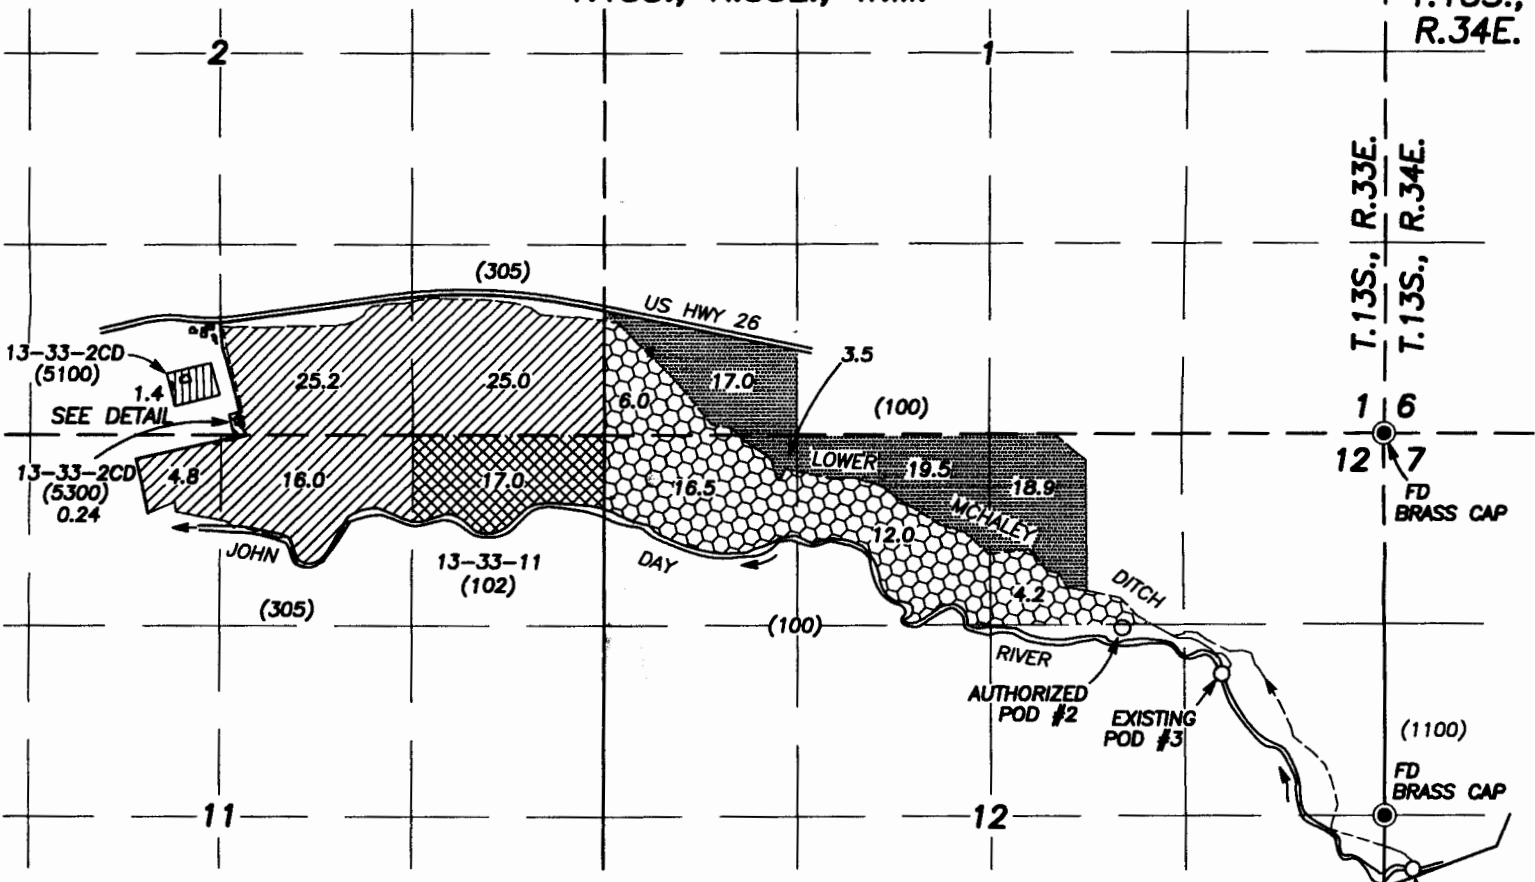 R.34E.
2
1
T.13S., R.33E.
T.13S., R.34E.
(305)
US HWY 26
13-33-2CD
(5100)
1.4
SEE DETAIL
3.5
25.2
25.0
6.0
17.0
(100)
1 6
12 7
FD
BRASS CAP
13-33-2CD
(5300)
0.24
4.8
16.0
17.0
16.5
LOWER
19.5
18.9
MCHALEY
12.0
4.2
DITCH
JOHN
DAY
RIVER
13-33-11
(102)
(305)
(100)
AUTHORIZED
POD #2
EXISTING
POD #3
(1100)
FD
BRASS CAP
11
12